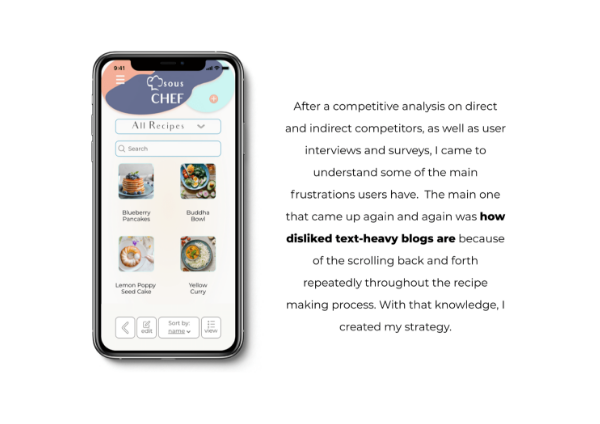 9:41
sous
CHEF
All Recipes
Search
Blueberry
Pancakes
Buddha
Bowl
Lemon Poppy
Seed Cake
Yellow
Curry
edit
Sort by:
name
view
After a competitive analysis on direct
and indirect competitors, as well as user
interviews and surveys, I came to
understand some of the main
frustrations users have. The main one
that came up again and again was how
disliked text-heavy blogs are because
of the scrolling back and forth
repeatedly throughout the recipe
making process. With that knowledge, I
created my strategy.